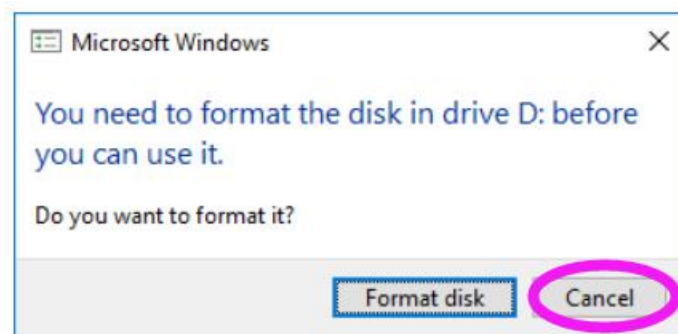 Microsoft Windows
You need to format the disk in drive D: before
you can use it.
Do you want to format it?
Format disk
Cancel